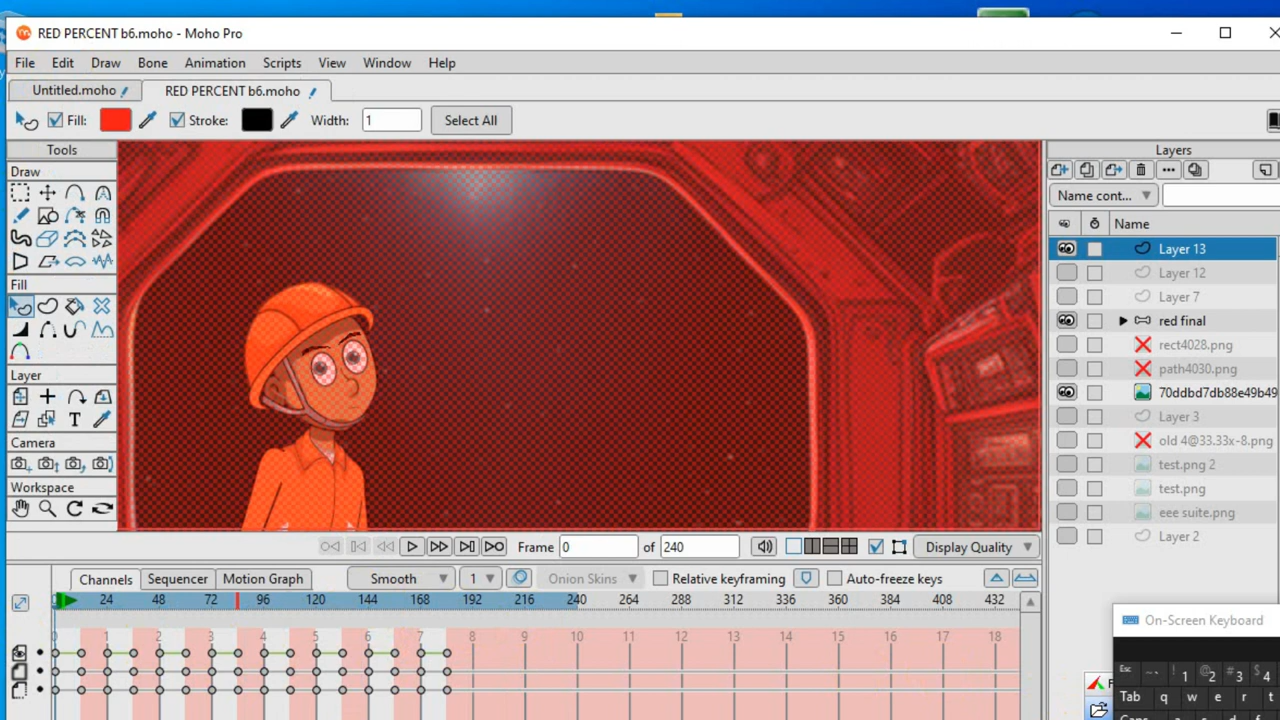 RED PERCENT b6.moho - Moho Pro
File Edit Draw Bone Animation Scripts View Window Help
Untitled.moho RED PERCENT b6.moho
Fill: Stroke: Width: 1 Select All
Tools
Draw
Fill
Layer
Camera
Workspace
Layers
Name cont...
Name
Layer 13
Layer 12
Layer 7
red final
rect4028.png
path4030.png
70ddbd7db88e49b49
Layer 3
old 4@33.33x-8.png
test.png 2
test.png
eee suite.png
Layer 2
Frame 0 of 240 Display Quality
Channels Sequencer Motion Graph Smooth 1 Onion Skins Relative keyframing Auto-freeze keys
24 48 72 96 120 144 168 192 216 240 264 288 312 336 360 384 408 432
0 1 2 3 4 5 6 7 8 9 10 11 12 13 14 15 16 17 18
On-Screen Keyboard
Esc ~ ` ! 1 @ 2 # 3 $ 4
Tab q w e r t